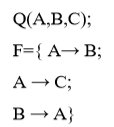 Q(A,B,C);
F={ A→ B;
A → C;
B → A}